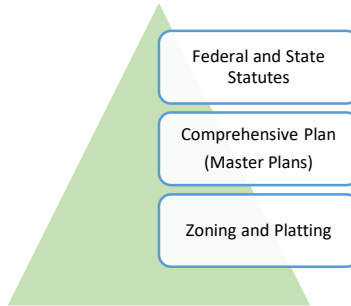 Federal and State
Statutes
Comprehensive Plan
(Master Plans)
Zoning and Platting